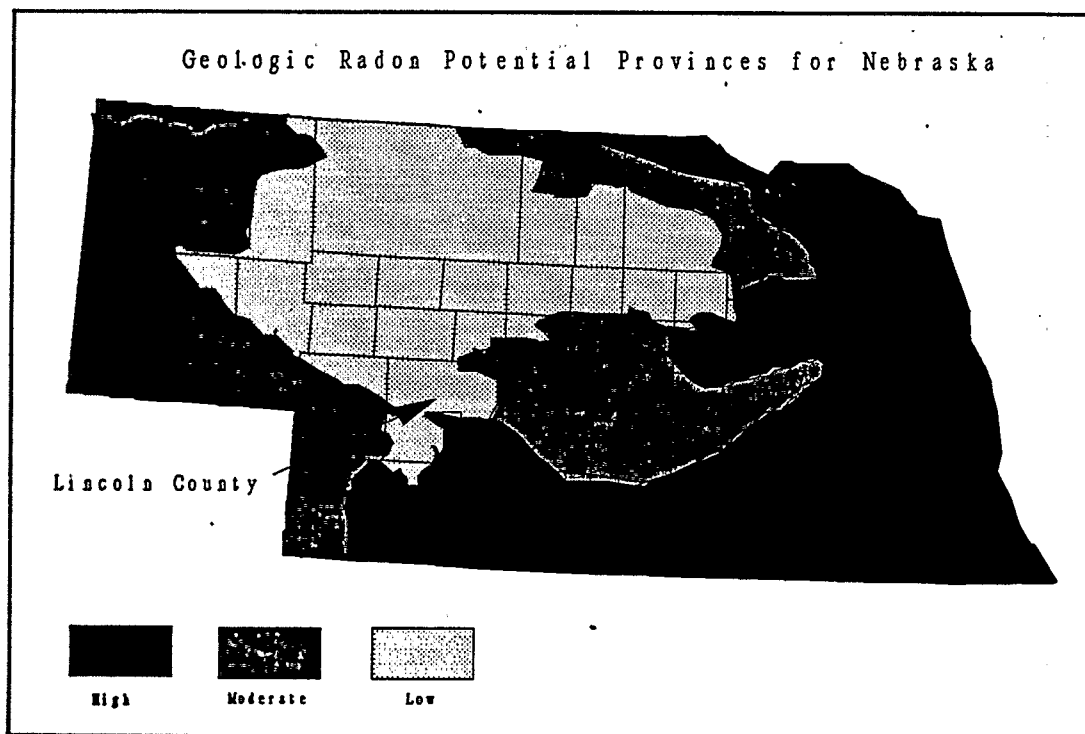 Geologic Radon Potential Provinces for Nebraska
Lincoln County
High
Moderate
Low